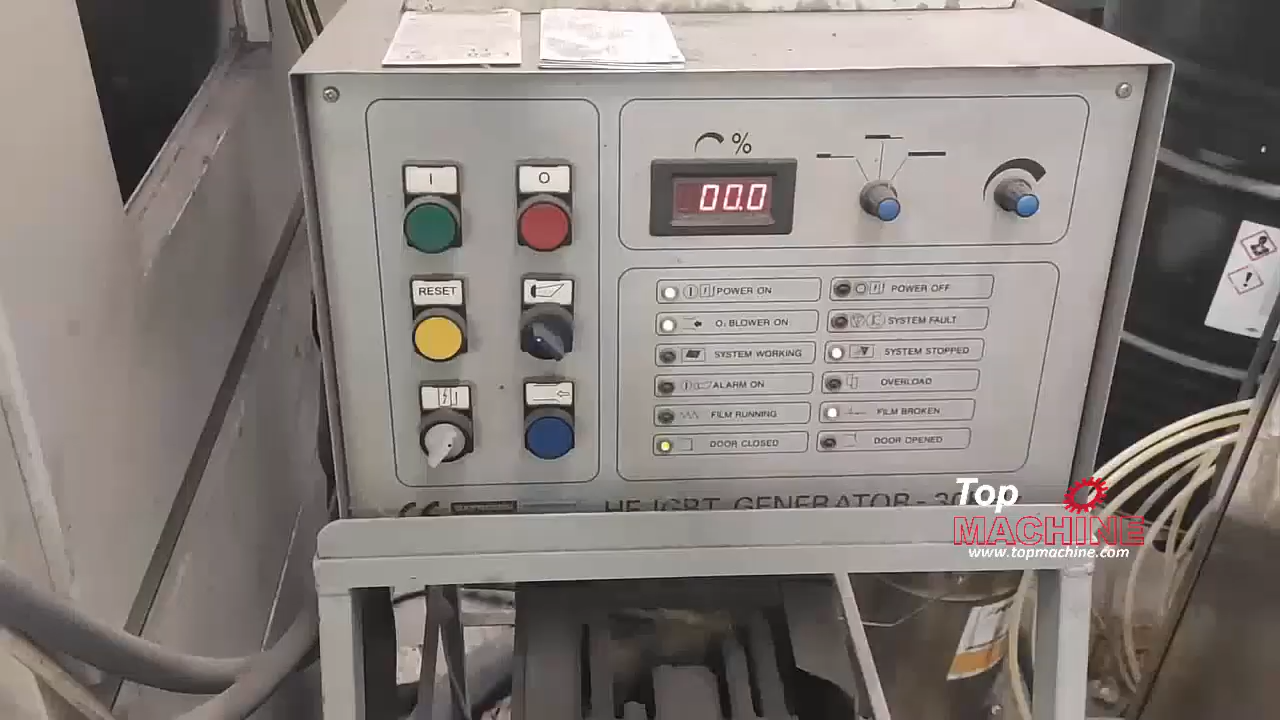 %
00.0
I
O
RESET
POWER ON
POWER OFF
O₃ BLOWER ON
SYSTEM FAULT
SYSTEM WORKING
SYSTEM STOPPED
ALARM ON
OVERLOAD
FILM RUNNING
FILM BROKEN
DOOR CLOSED
DOOR OPENED
CE
HF IGBT GENERATOR -
Top
MACHINE
www.topmachine.com